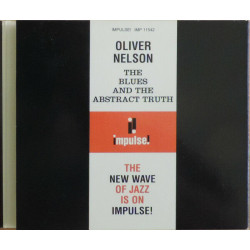 IMPULSE! IMP 11542
OLIVER NELSON
THE
BLUES
AND THE
ABSTRACT TRUTH
impulse!
THE
NEW WAVE
OF JAZZ
IS ON
IMPULSE!